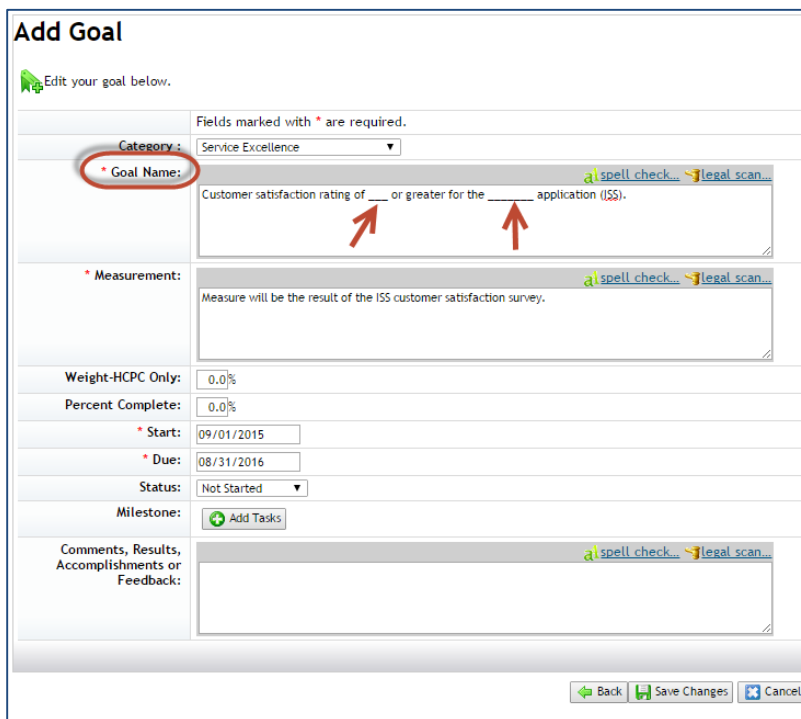 Add Goal
Edit your goal below.
Fields marked with * are required.
Category : Service Excellence
* Goal Name: spell check... legal scan...
Customer satisfaction rating of ___ or greater for the _______ application (ISS).
* Measurement: spell check... legal scan...
Measure will be the result of the ISS customer satisfaction survey.
Weight-HCPC Only: 0.0%
Percent Complete: 0.0%
* Start: 09/01/2015
* Due: 08/31/2016
Status: Not Started
Milestone: Add Tasks
Comments, Results, spell check... legal scan...
Accomplishments or
Feedback:
Back Save Changes Cancel